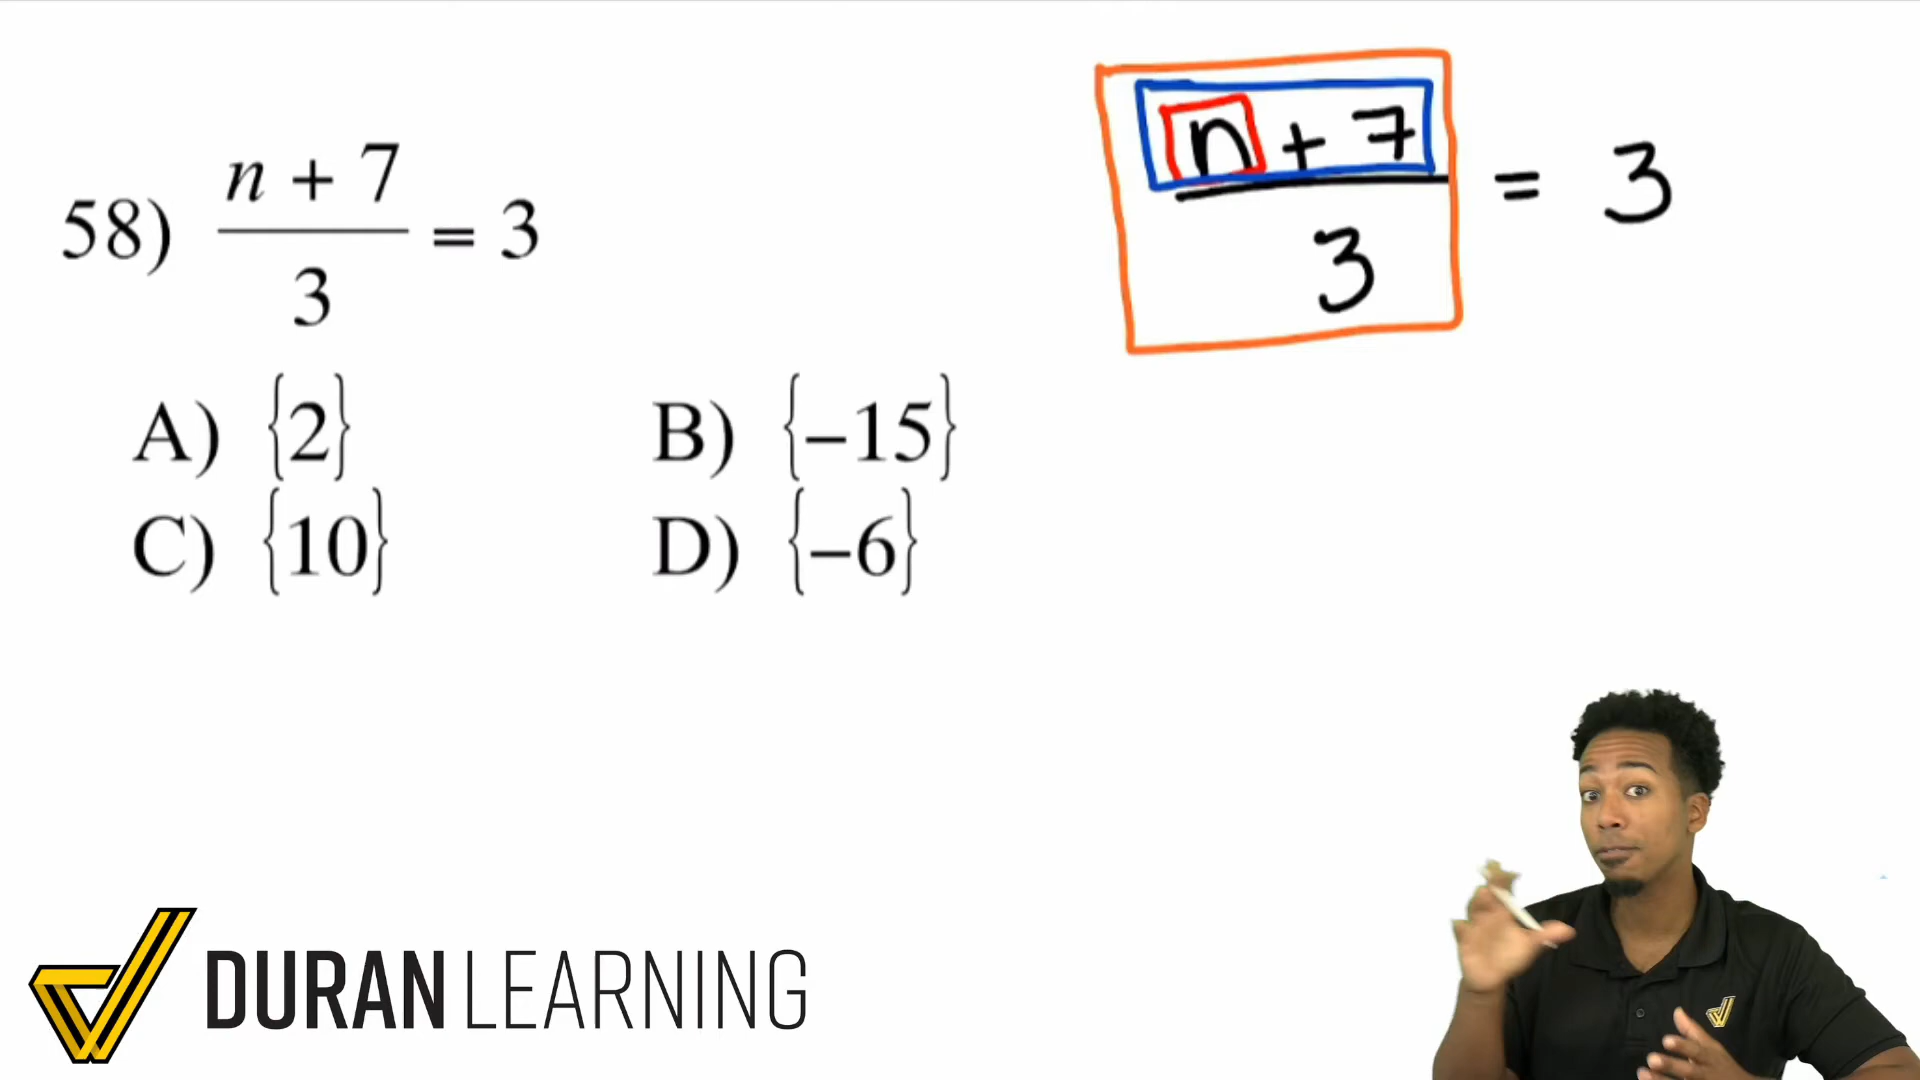 58) n + 7 / 3 = 3
A) {2} B) {−15}
C) {10} D) {−6}
n + 7 / 3 = 3
DURAN LEARNING